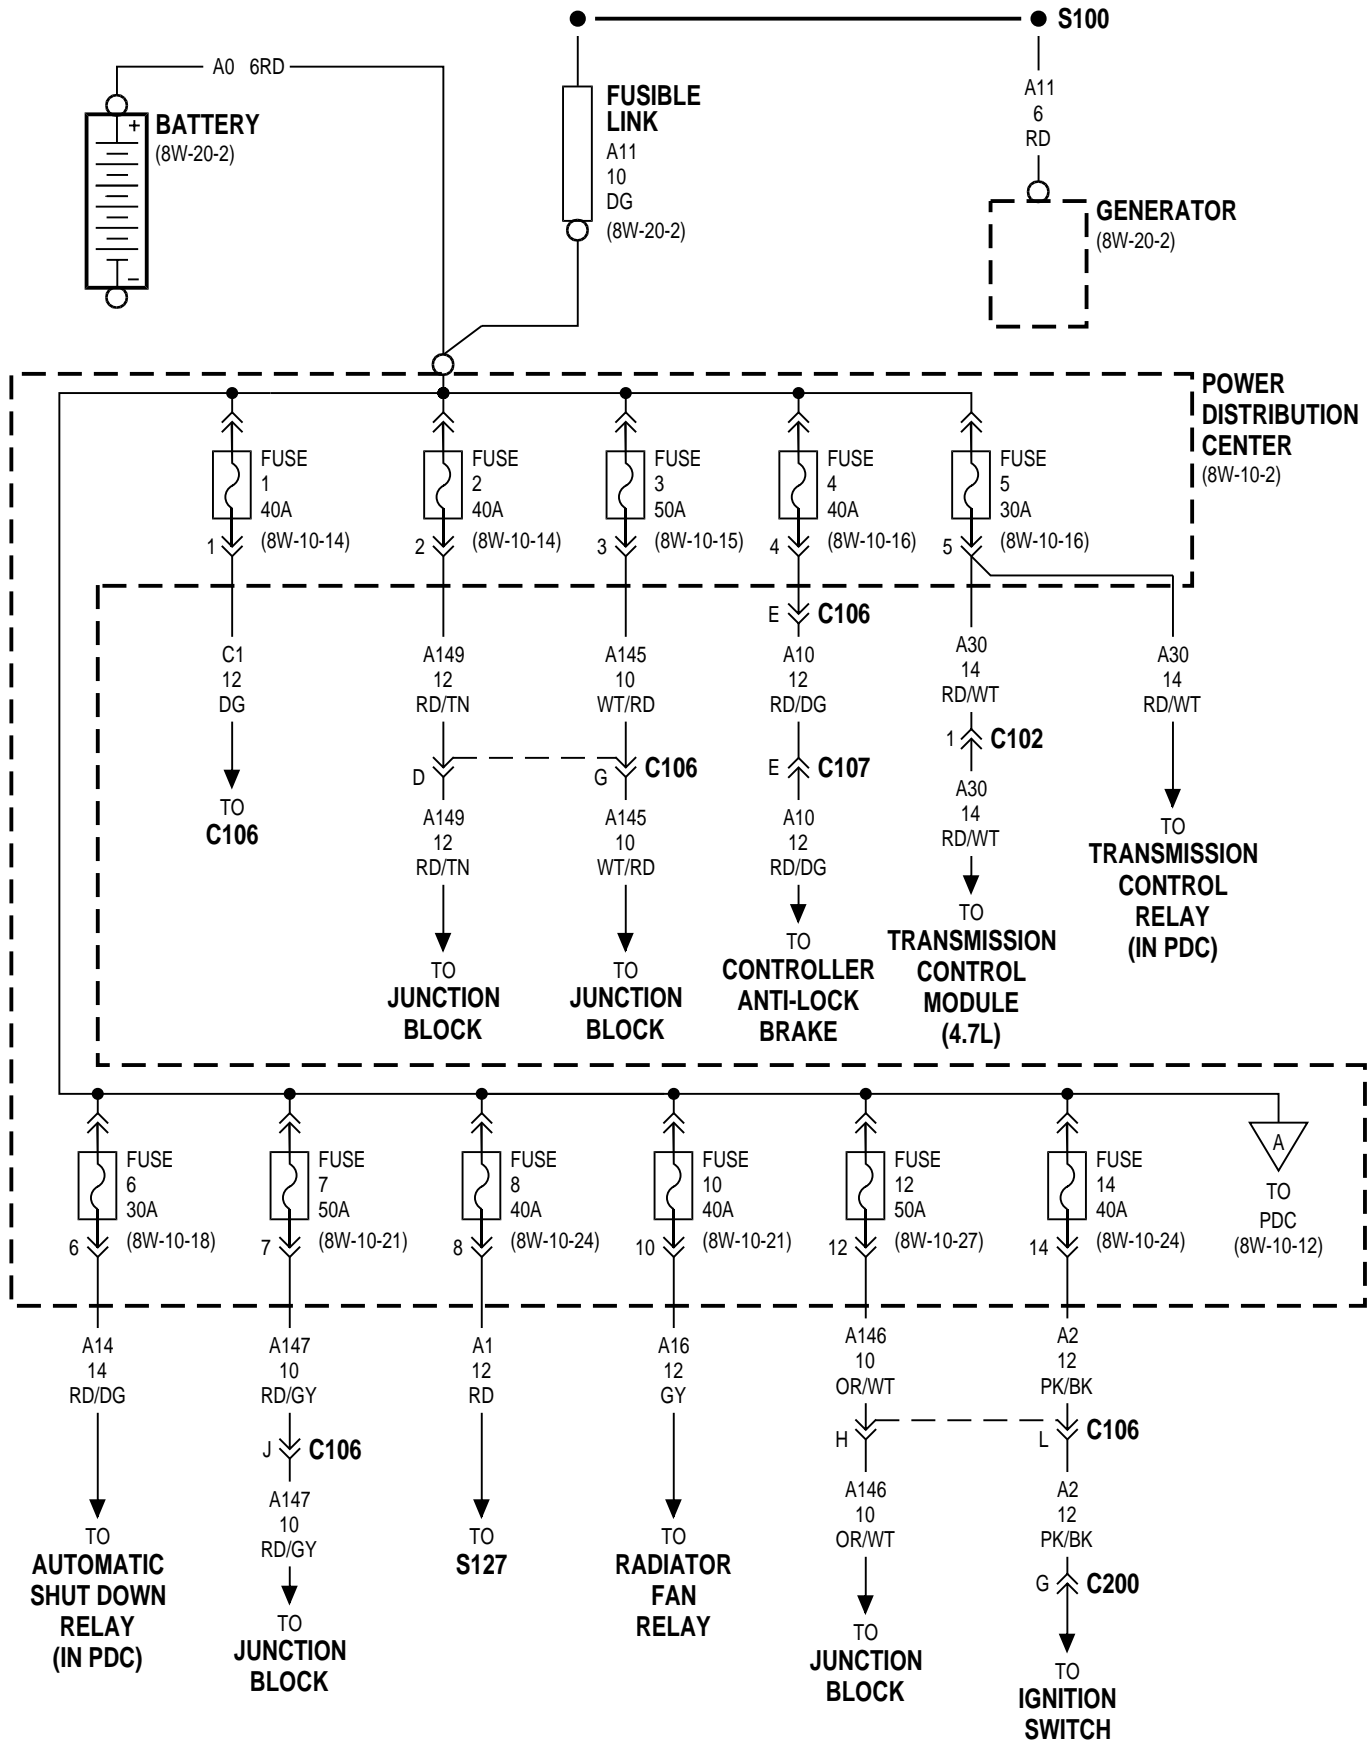 S100
A0 6RD
BATTERY
(8W-20-2)
+
−
FUSIBLE
LINK
A11
10
DG
(8W-20-2)
A11
6
RD
GENERATOR
(8W-20-2)
POWER
DISTRIBUTION
CENTER
(8W-10-2)
FUSE
1
40A
(8W-10-14)
1
FUSE
2
40A
(8W-10-14)
2
FUSE
3
50A
(8W-10-15)
3
FUSE
4
40A
(8W-10-16)
4
FUSE
5
30A
(8W-10-16)
5
C1
12
DG
TO
C106
A149
12
RD/TN
D
A149
12
RD/TN
TO
JUNCTION
BLOCK
A145
10
WT/RD
G C106
A145
10
WT/RD
TO
JUNCTION
BLOCK
E C106
A10
12
RD/DG
E C107
A10
12
RD/DG
TO
CONTROLLER
ANTI-LOCK
BRAKE
A30
14
RD/WT
1 C102
A30
14
RD/WT
TO
TRANSMISSION
CONTROL
MODULE
(4.7L)
A30
14
RD/WT
TO
TRANSMISSION
CONTROL
RELAY
(IN PDC)
FUSE
6
30A
(8W-10-18)
6
FUSE
7
50A
(8W-10-21)
7
FUSE
8
40A
(8W-10-24)
8
FUSE
10
40A
(8W-10-21)
10
FUSE
12
50A
(8W-10-27)
12
FUSE
14
40A
(8W-10-24)
14
A
TO
PDC
(8W-10-12)
A14
14
RD/DG
TO
AUTOMATIC
SHUT DOWN
RELAY
(IN PDC)
A147
10
RD/GY
J C106
A147
10
RD/GY
TO
JUNCTION
BLOCK
A1
12
RD
TO
S127
A16
12
GY
TO
RADIATOR
FAN
RELAY
A146
10
OR/WT
H
A146
10
OR/WT
TO
JUNCTION
BLOCK
A2
12
PK/BK
L C106
A2
12
PK/BK
G C200
TO
IGNITION
SWITCH